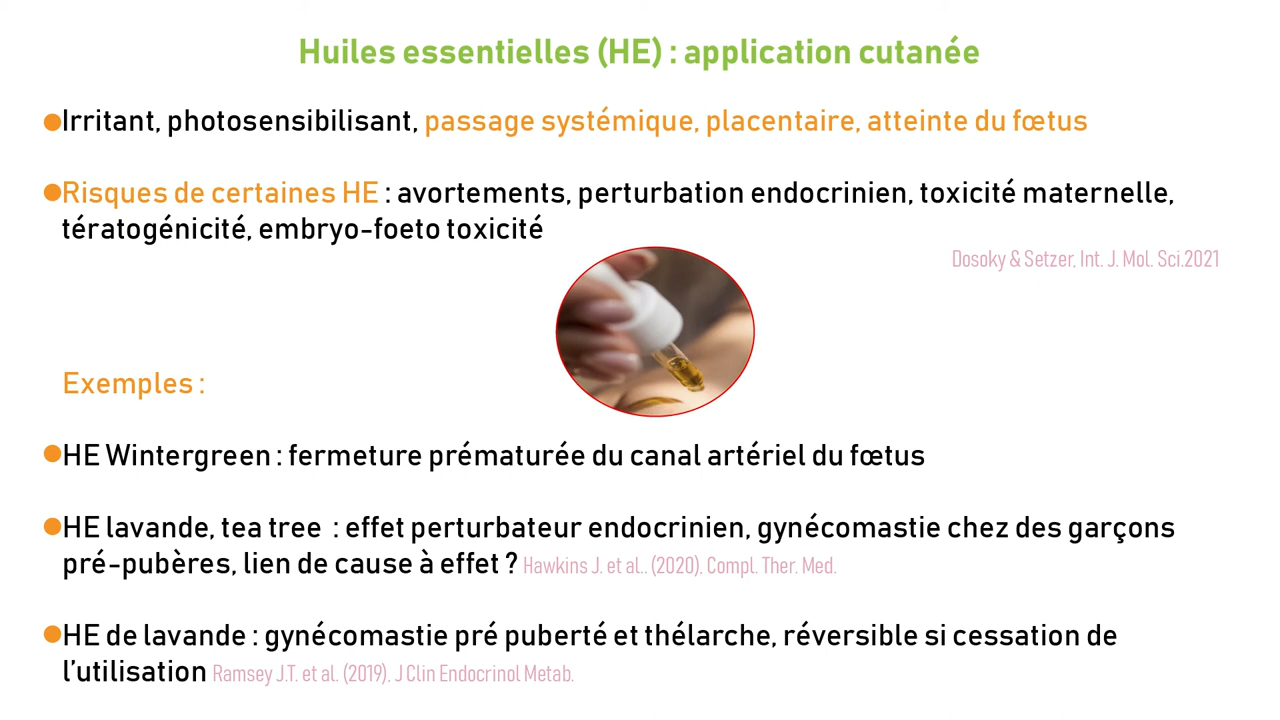 Huiles essentielles (HE) : application cutanée
Irritant, photosensibilisant, passage systémique, placentaire, atteinte du fœtus
Risques de certaines HE : avortements, perturbation endocrinien, toxicité maternelle,
tératogénicité, embryo-foeto toxicité
Dosoky & Setzer, Int. J. Mol. Sci.2021
Exemples :
HE Wintergreen : fermeture prématurée du canal artériel du fœtus
HE lavande, tea tree  : effet perturbateur endocrinien, gynécomastie chez des garçons
pré-pubères, lien de cause à effet ? Hawkins J. et al.. (2020), Compl. Ther. Med.
HE de lavande : gynécomastie pré puberté et thélarche, réversible si cessation de
l’utilisation Ramsey J.T. et al. (2019), J Clin Endocrinol Metab.